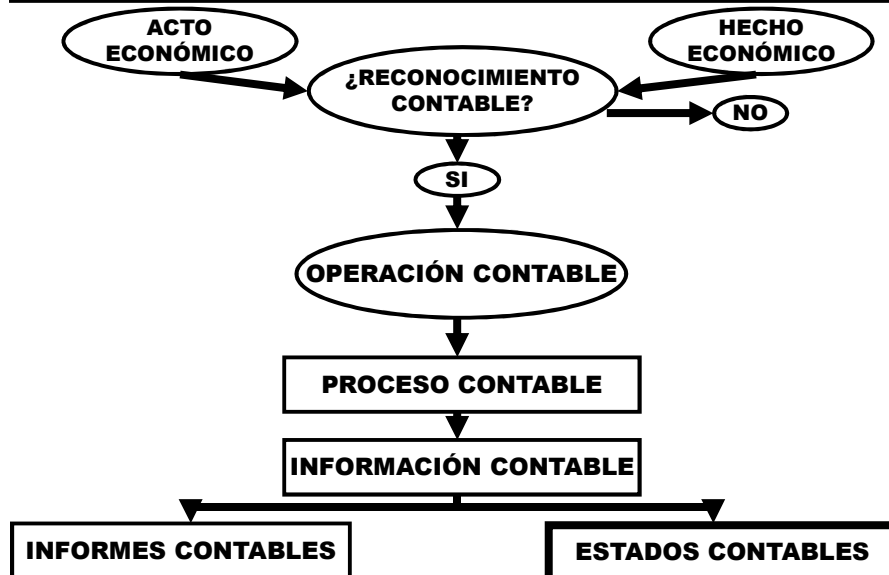 ACTO
ECONÓMICO
HECHO
ECONÓMICO
¿RECONOCIMIENTO
CONTABLE?
NO
SI
OPERACIÓN CONTABLE
PROCESO CONTABLE
INFORMACIÓN CONTABLE
INFORMES CONTABLES
ESTADOS CONTABLES